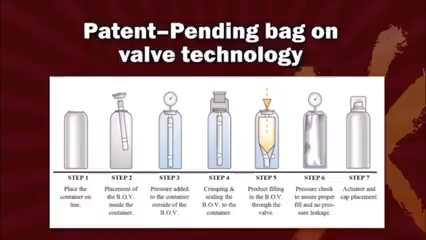 Patent–Pending bag on
valve technology
STEP 1
Place the
container on
line.
STEP 2
Placement of
the B.O.V.
inside the
container.
STEP 3
Pressure added
to the container
outside of the
B.O.V.
STEP 4
Crimping &
sealing the
B.O.V to the
container.
STEP 5
Product filling
in the B.O.V
through the
valve.
STEP 6
Pressure check
to assure proper
fill and no
pressure leakage.
STEP 7
Actuator and
cap placement.